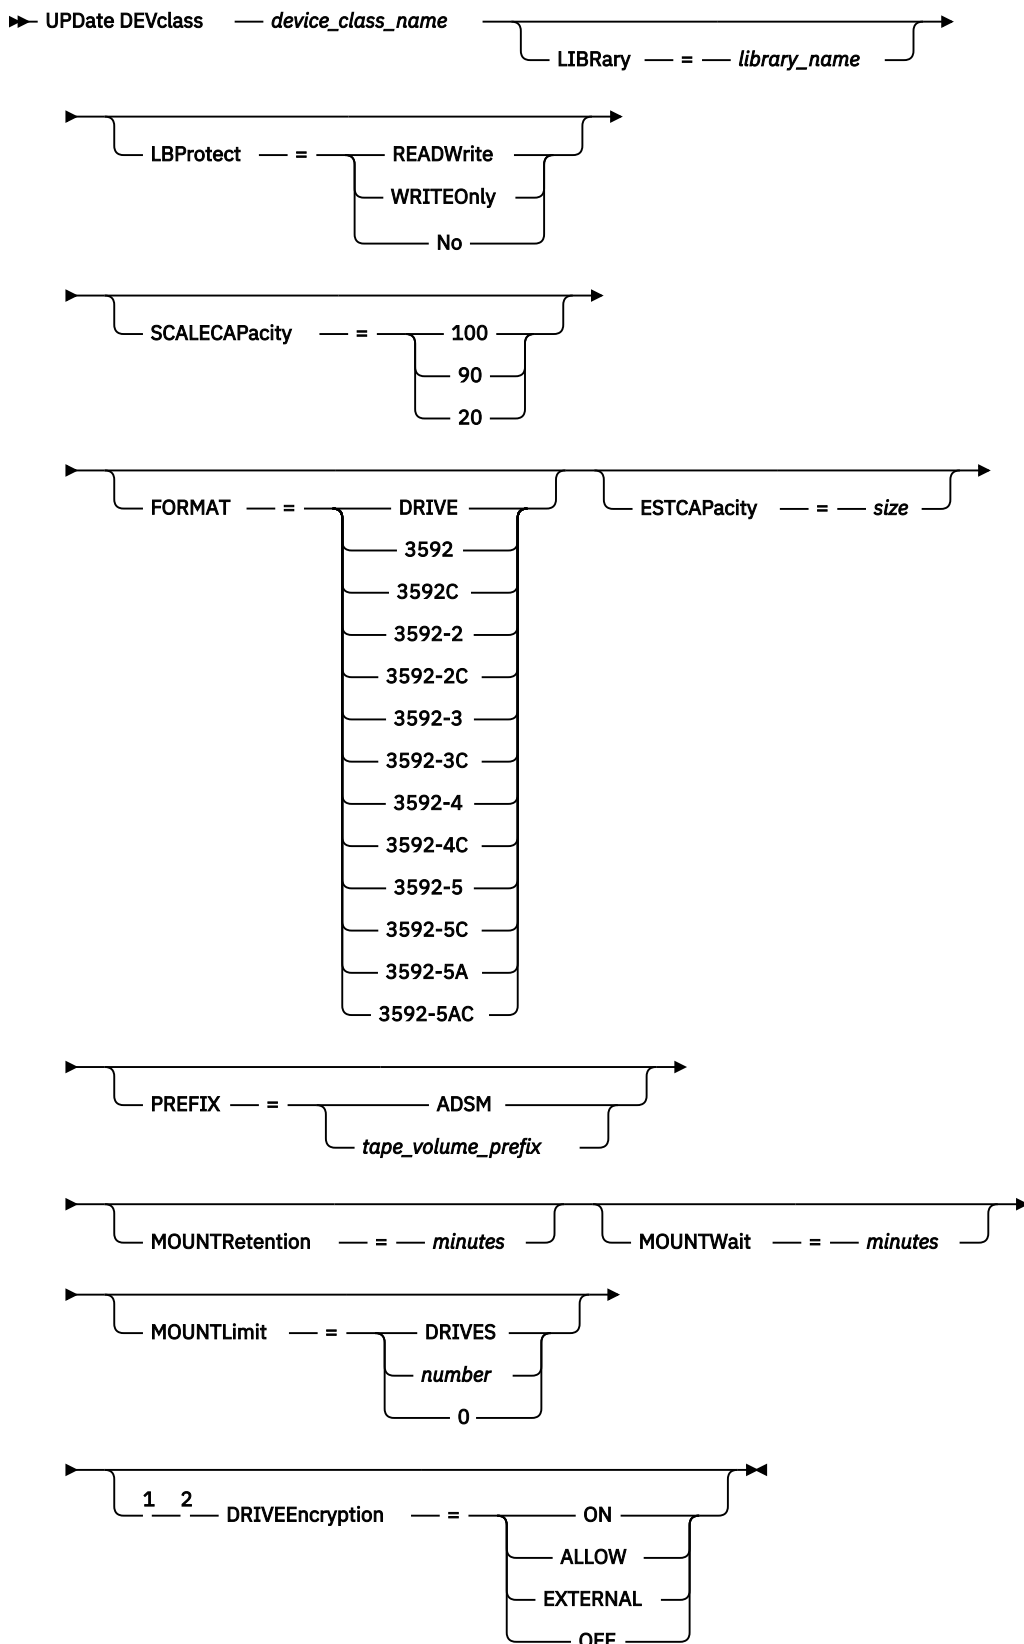 UPDate DEVclass device_class_name
LIBRary = library_name
LBProtect = READWrite
WRITEOnly
No
SCALECAPacity = 100
90
20
FORMAT = DRIVE ESTCAPacity = size
3592
3592C
3592-2
3592-2C
3592-3
3592-3C
3592-4
3592-4C
3592-5
3592-5C
3592-5A
3592-5AC
PREFIX = ADSM
tape_volume_prefix
MOUNTRetention = minutes MOUNTWait = minutes
MOUNTLimit = DRIVES
number
0
1 2 DRIVEEncryption = ON
ALLOW
EXTERNAL
OFF